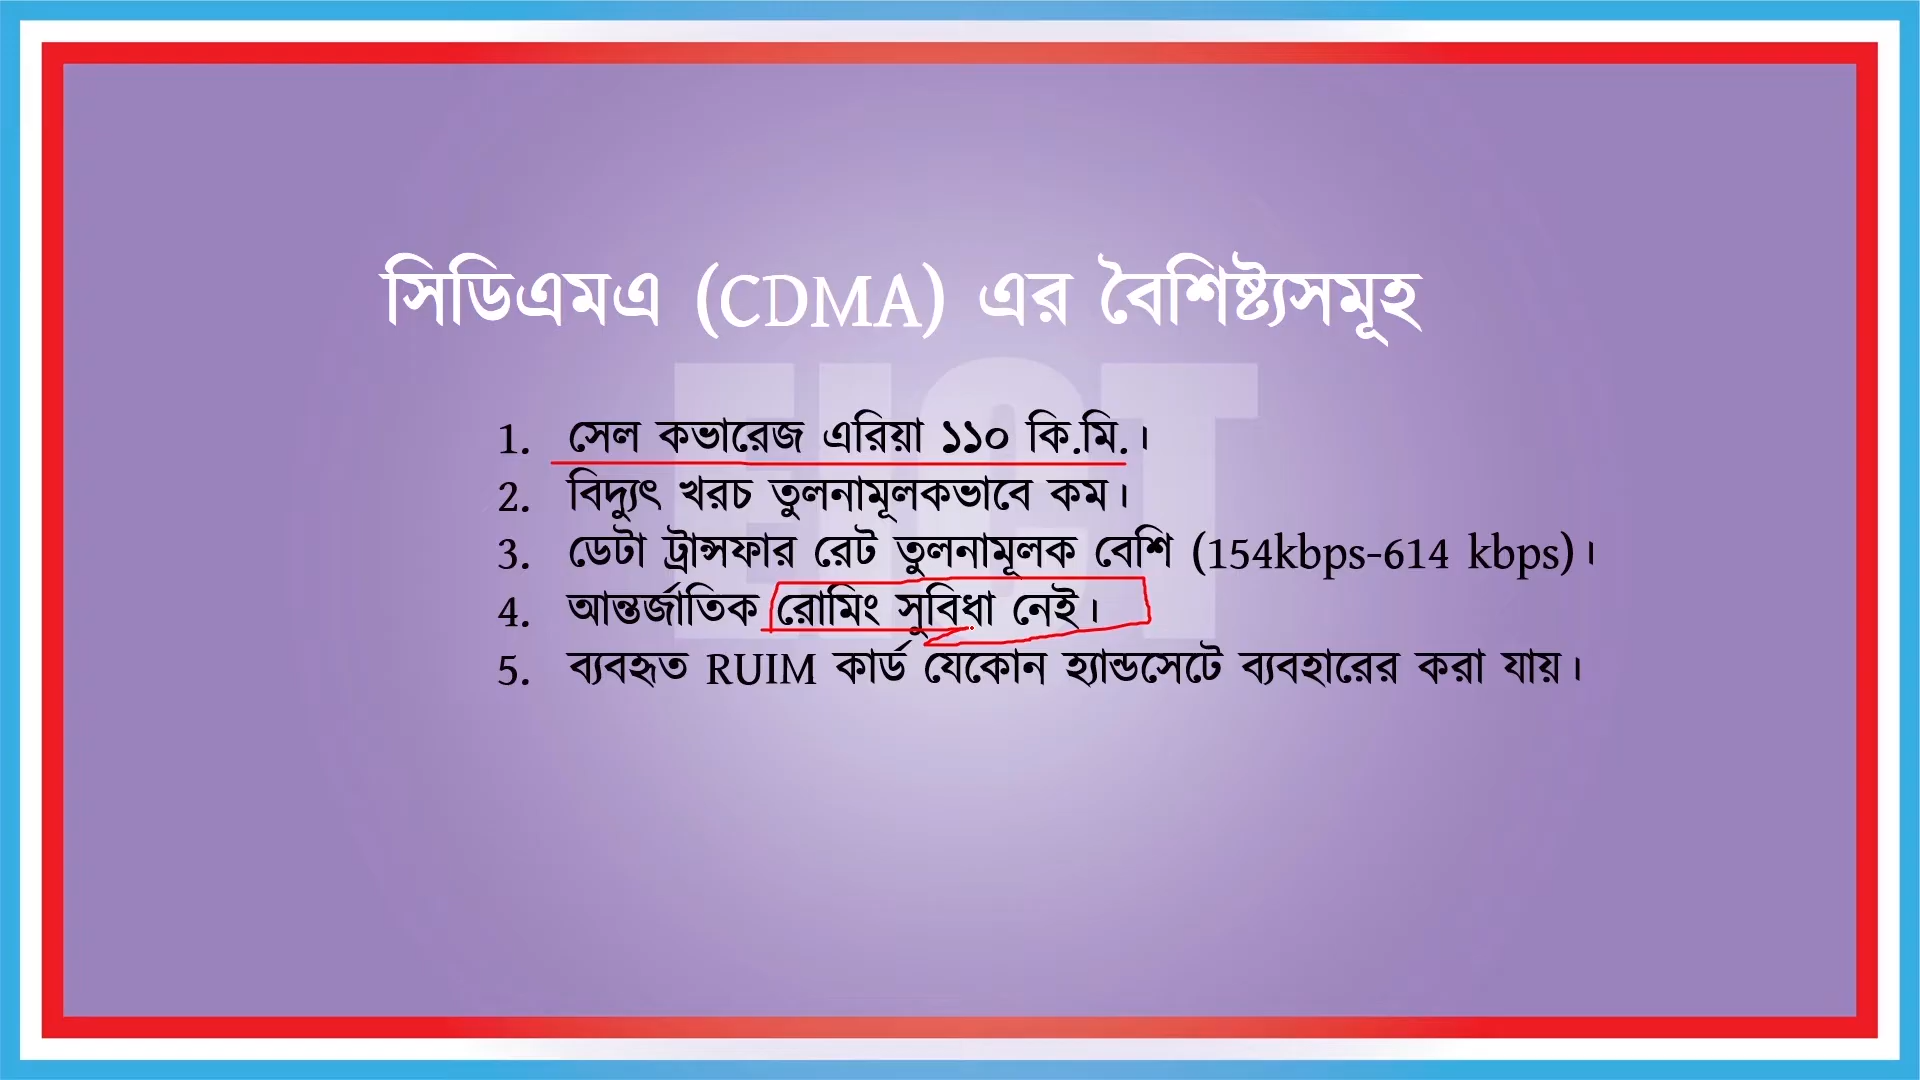 সিডিএমএ (CDMA) এর বৈশিষ্ট্যসমূহ
EICT
1. সেল কভারেজ এরিয়া ১১০ কি.মি.।
2. বিদ্যুৎ খরচ তুলনামূলকভাবে কম।
3. ডেটা ট্রান্সফার রেট তুলনামূলক বেশি (154kbps-614 kbps)।
4. আন্তর্জাতিক রোমিং সুবিধা নেই।
5. ব্যবহৃত RUIM কার্ড যেকোন হ্যান্ডসেটে ব্যবহারের করা যায়।